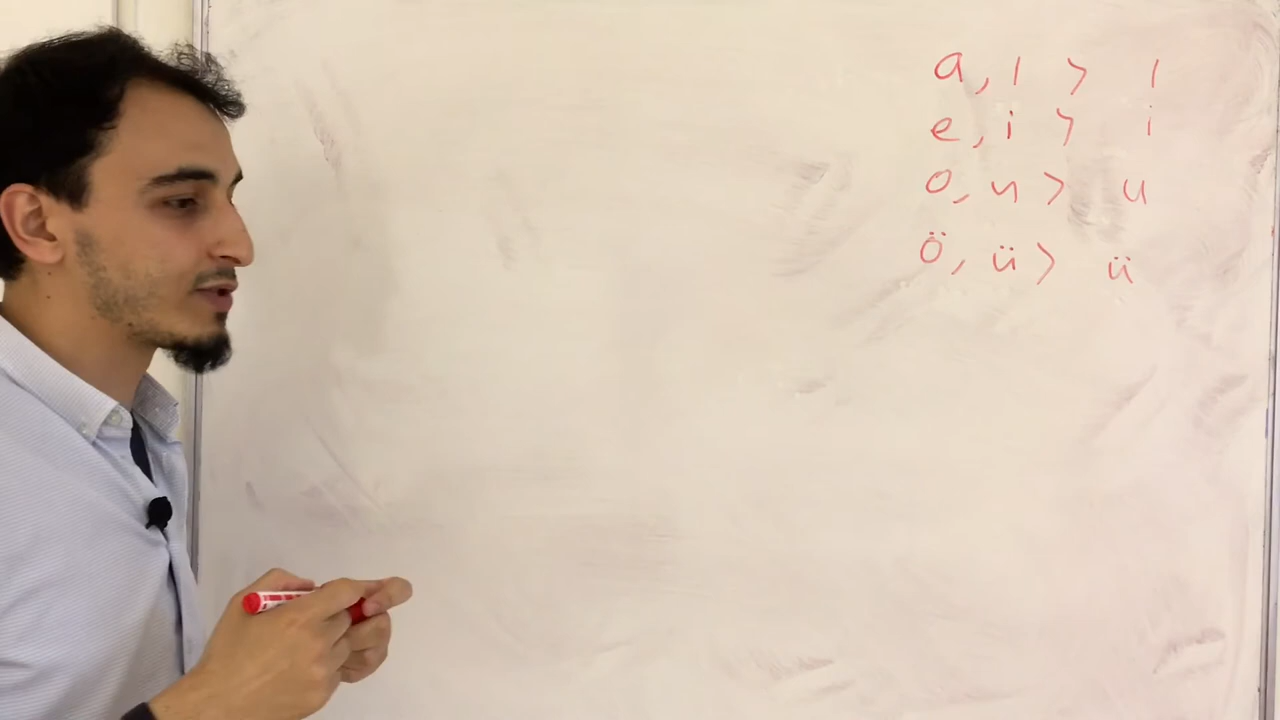 a, ı > ı
e, i > i
o, u > u
ö, ü > ü